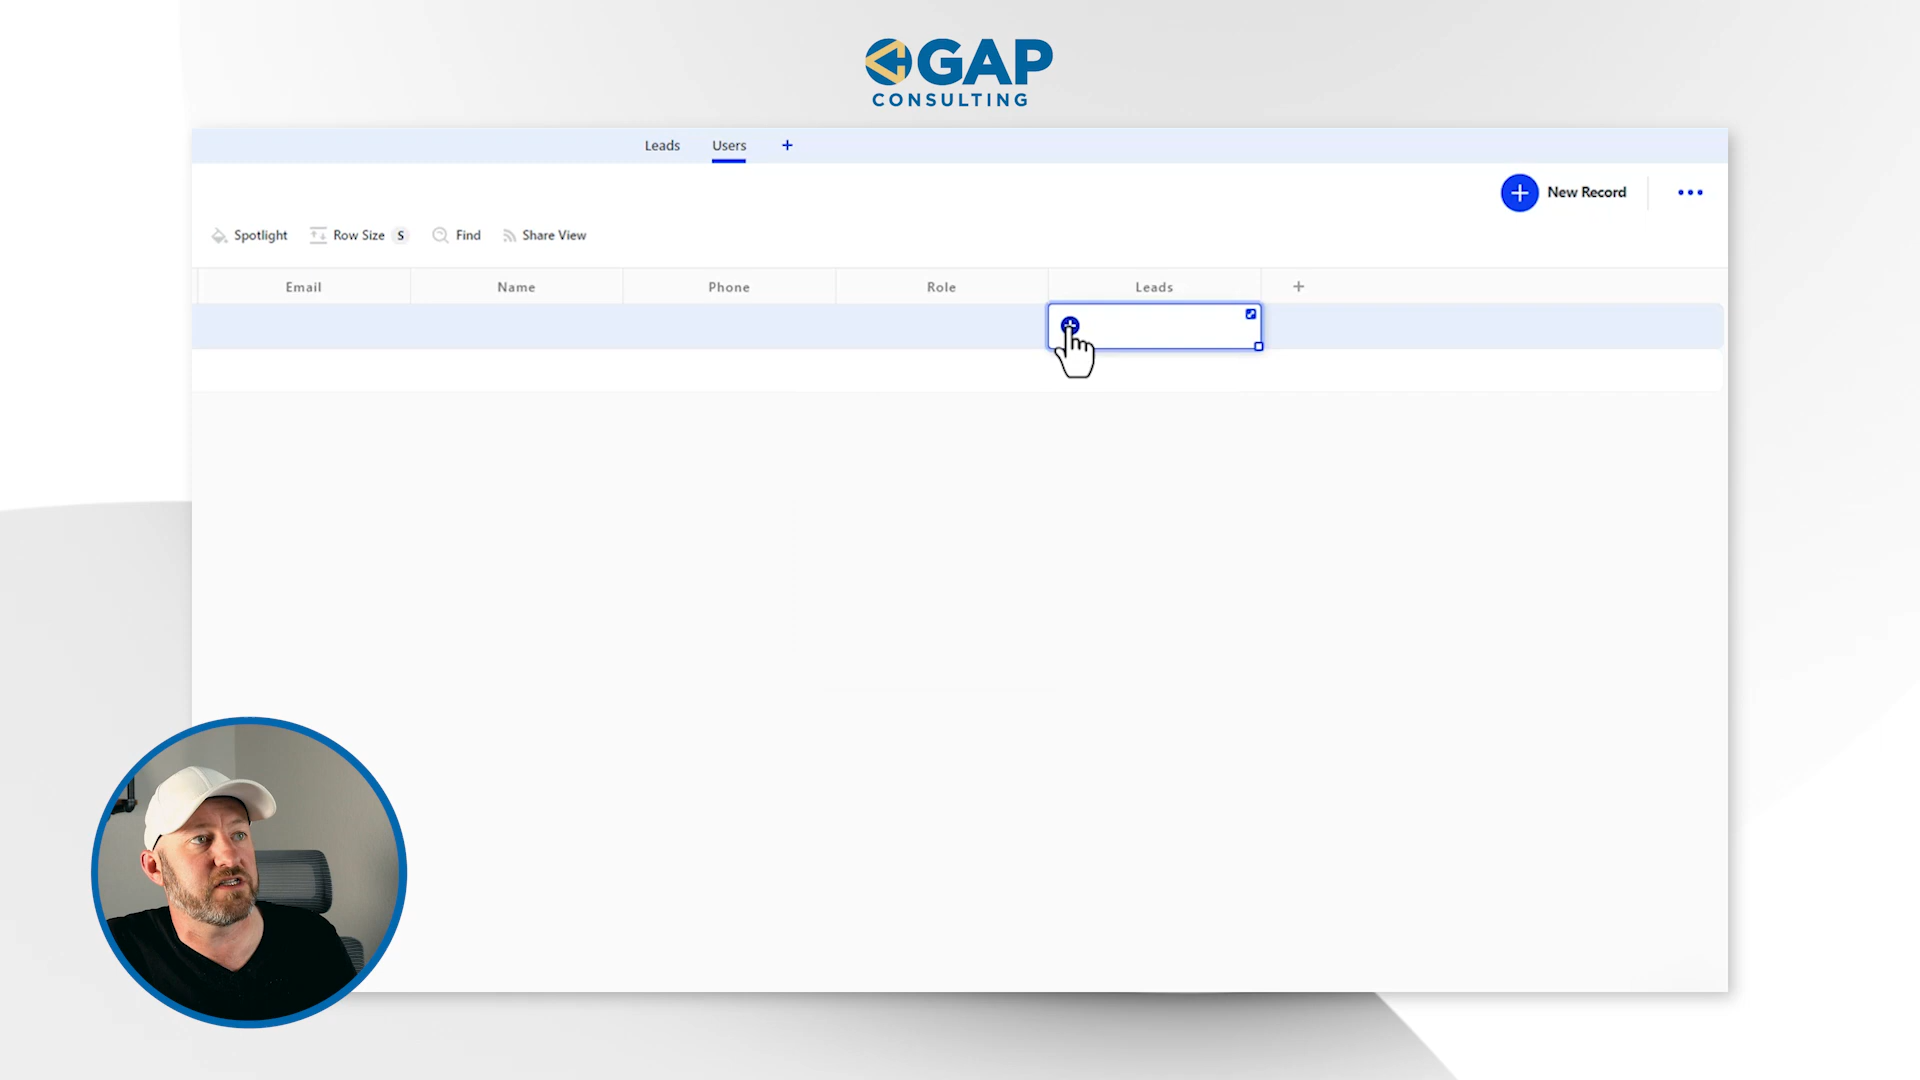 GAP
CONSULTING
Leads Users +
New Record
Spotlight Row Size S Find Share View
Email Name Phone Role Leads +